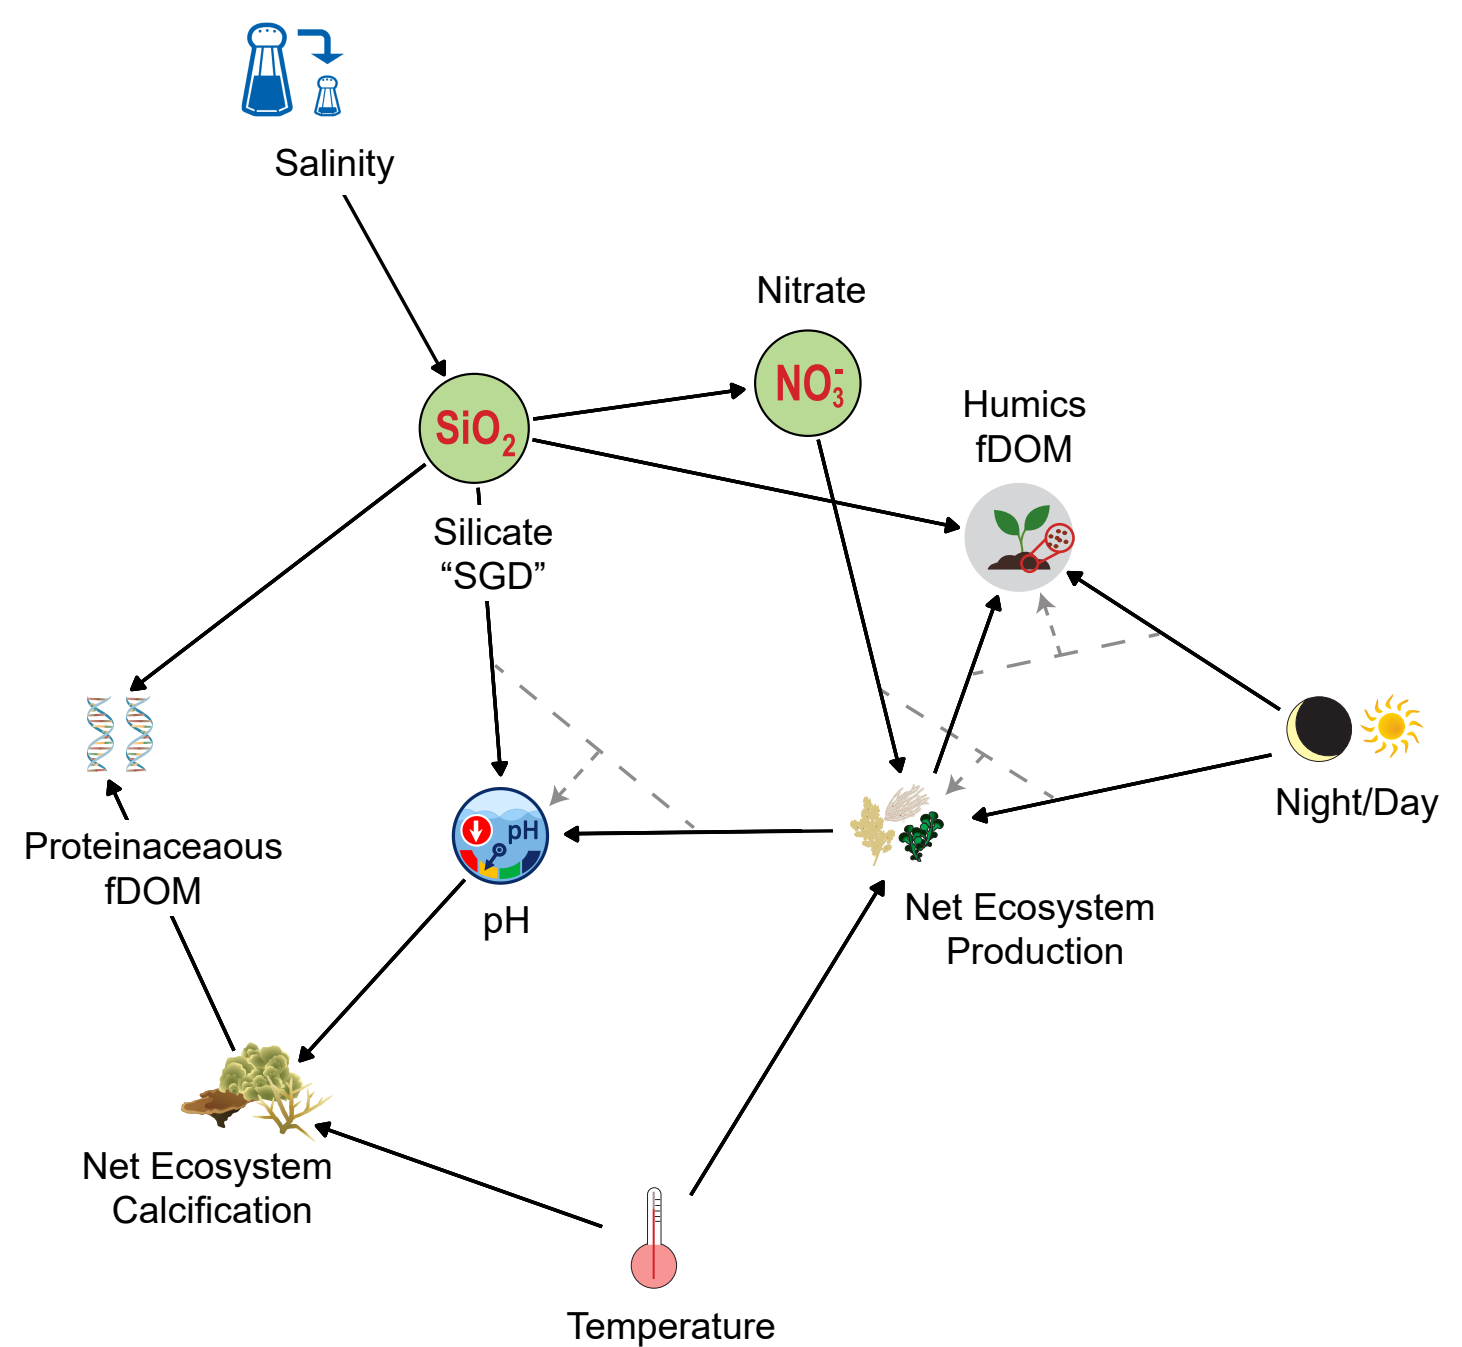 Salinity
Nitrate
NO₃⁻
Humics
fDOM
SiO₂
Silicate
“SGD”
Night/Day
pH
pH
Proteinaceaous
fDOM
Net Ecosystem
Production
Net Ecosystem
Calcification
Temperature